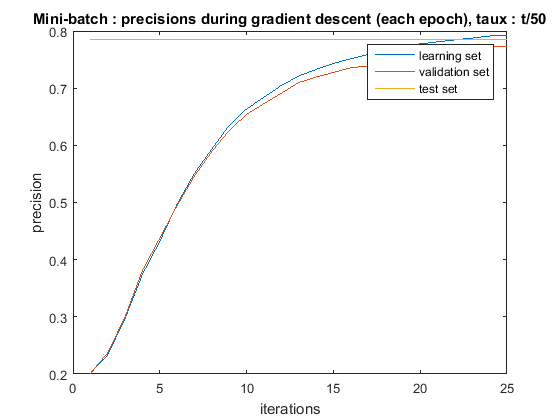 Mini-batch : precisions during gradient descent (each epoch), taux : t/50
0.8
0.7
0.6
0.5
0.4
0.3
0.2
precision
learning set
validation set
test set
0 5 10 15 20 25
iterations